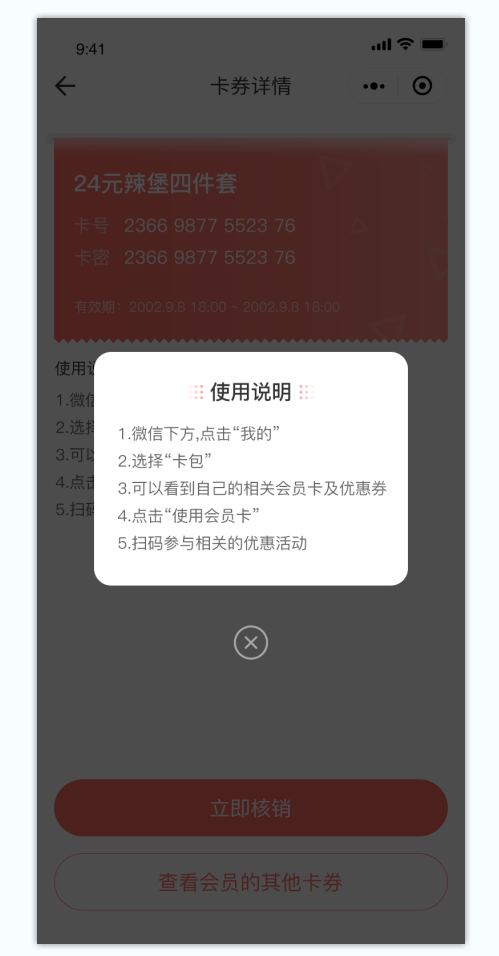 9:41
卡券详情
24元辣堡四件套
卡号 2366 9877 5523 76
卡密 2366 9877 5523 76
有效期：2002.9.8 18:00 ~ 2002.9.8 18:00
使用
1.微信
2.选择
3.可以
4.点击
5.扫码
使用说明
1.微信下方,点击“我的”
2.选择“卡包”
3.可以看到自己的相关会员卡及优惠券
4.点击“使用会员卡”
5.扫码参与相关的优惠活动
立即核销
查看会员的其他卡券